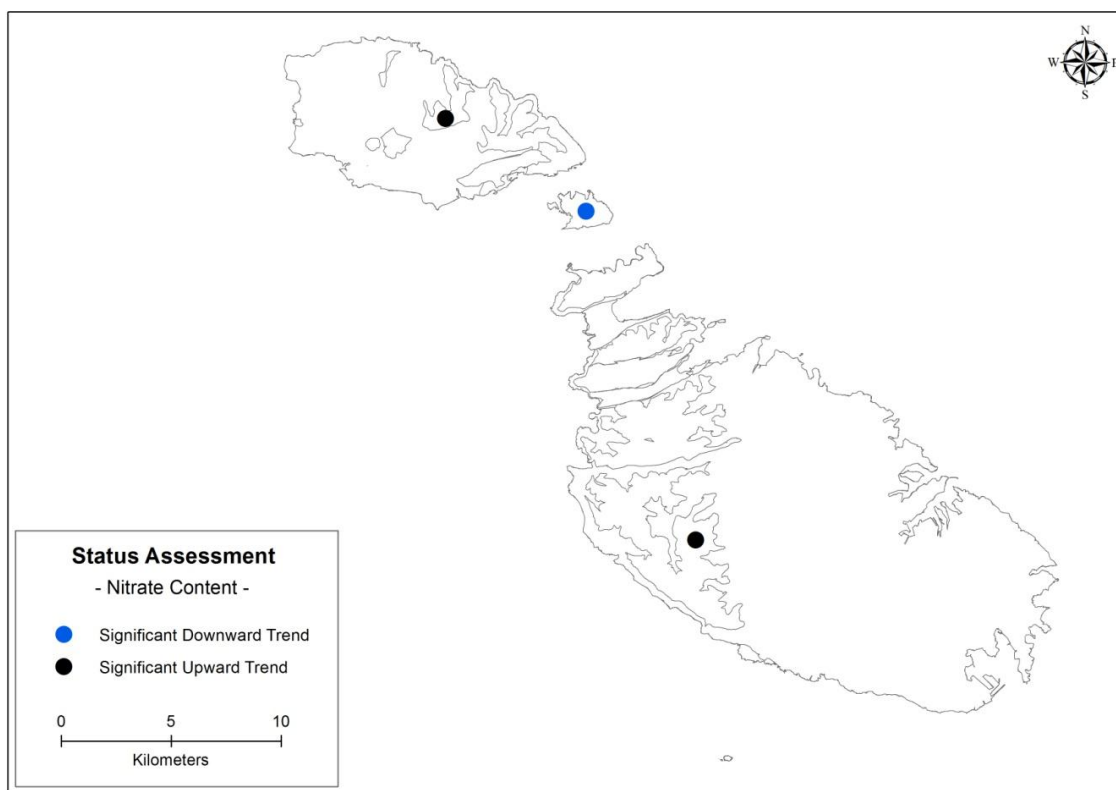 N
W E
S
Status Assessment
- Nitrate Content -
Significant Downward Trend
Significant Upward Trend
0 5 10
Kilometers